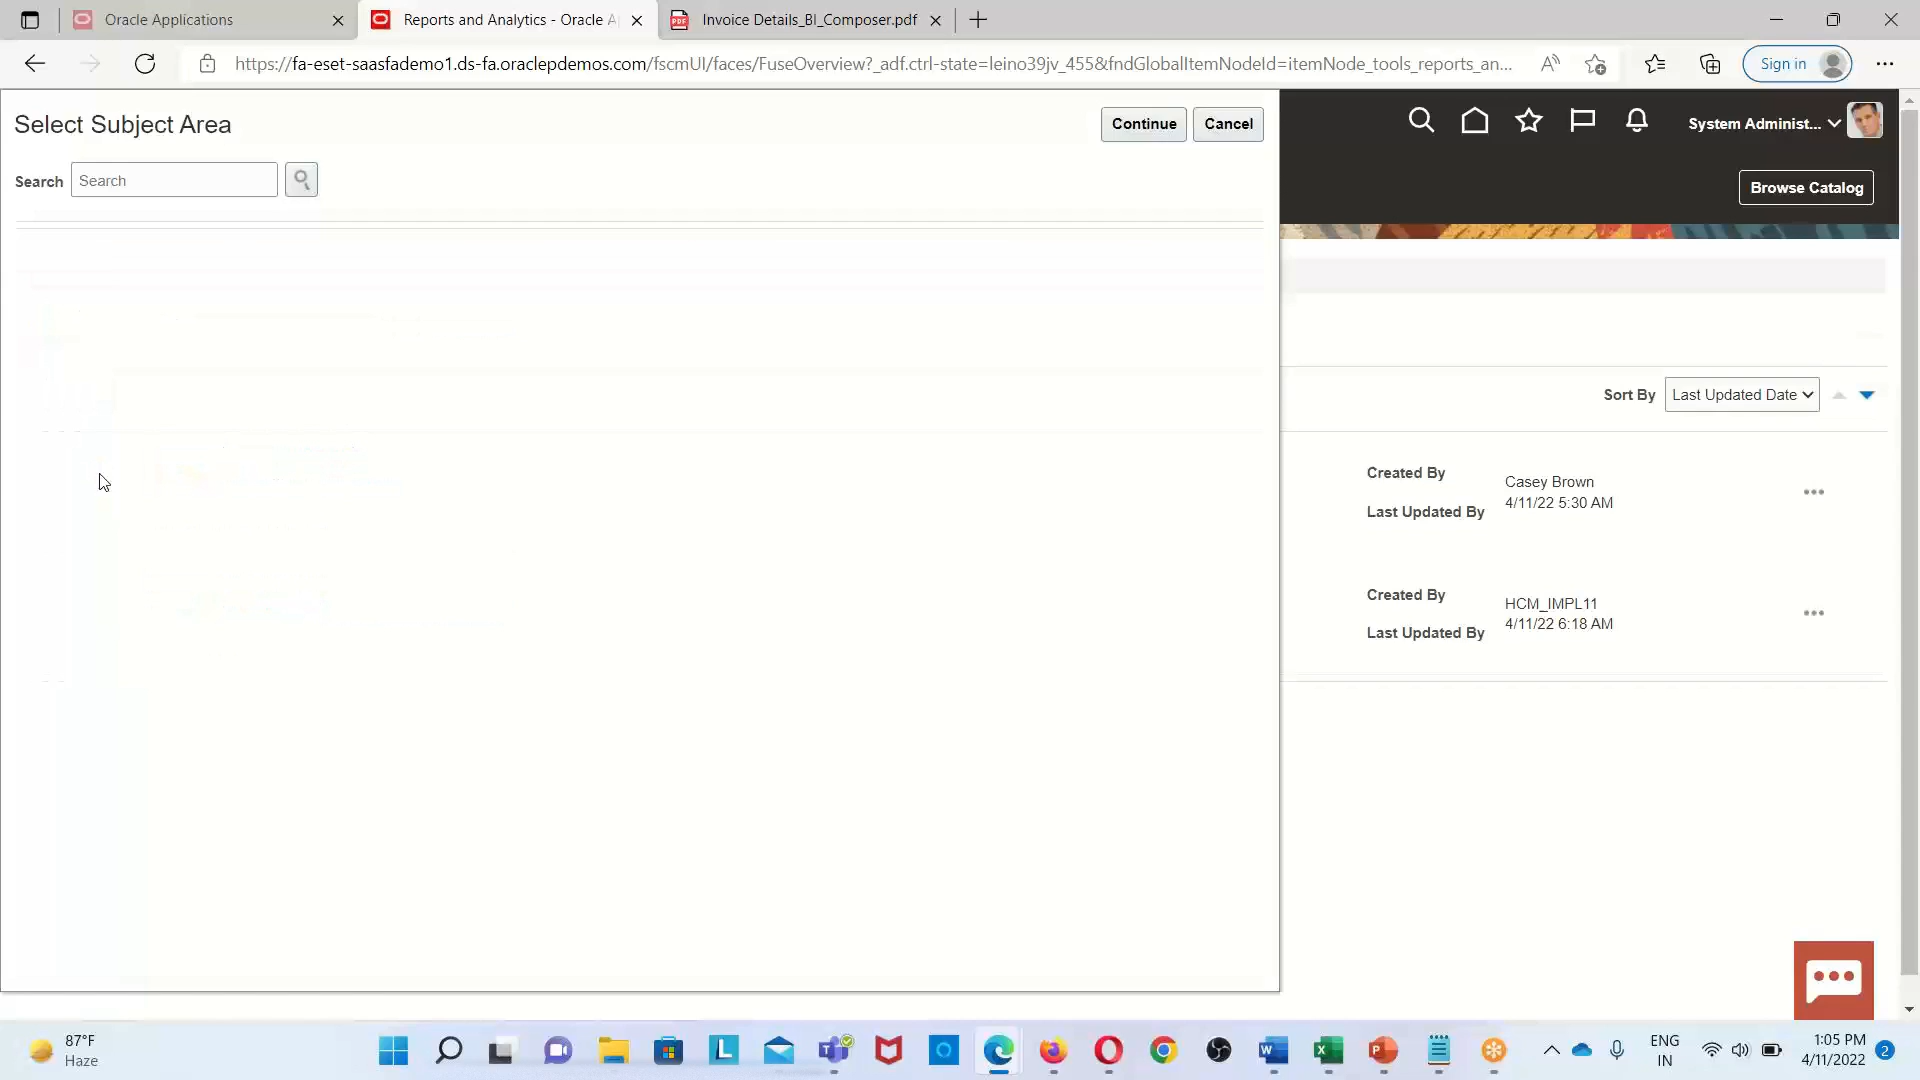 Oracle Applications
Reports and Analytics - Oracle A
Invoice Details_BI_Composer.pdf
https://fa-eset-saasfademo1.ds-fa.oraclepdemos.com/fscmUI/faces/FuseOverview?_adf.ctrl-state=leino39jv_455&fndGlobalItemNodeId=itemNode_tools_reports_an...
Sign in
Select Subject Area
Continue
Cancel
System Administ...
Search
Search
Browse Catalog
Sort By
Last Updated Date
Created By
Casey Brown
4/11/22 5:30 AM
Last Updated By
Created By
HCM_IMPL11
4/11/22 6:18 AM
Last Updated By
87°F
Haze
ENG
IN
1:05 PM
4/11/2022
2